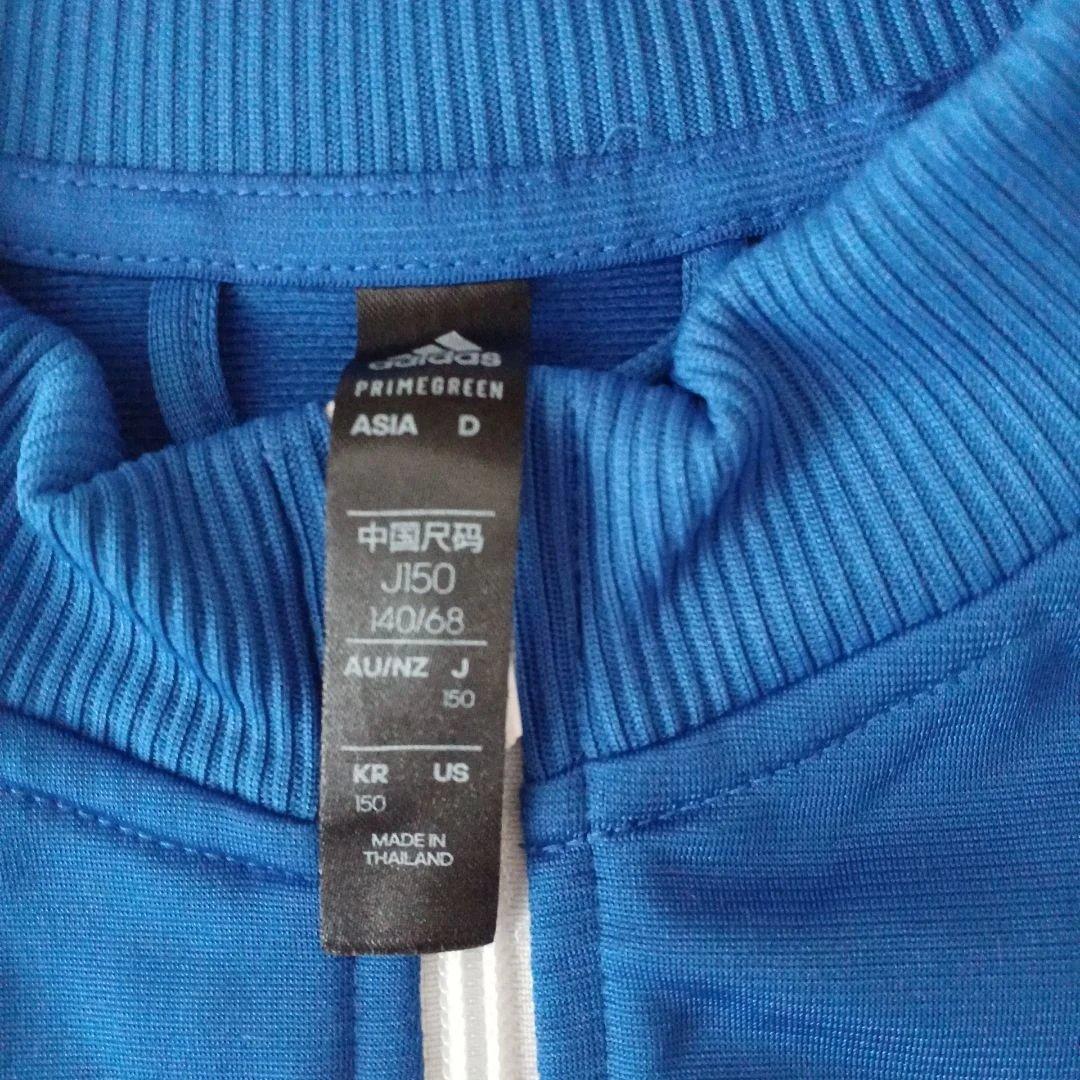 adidas
PRIMEGREEN
ASIA D
中国尺码
J150
140/68
AU/NZ J
150
KR US
150
MADE IN
THAILAND